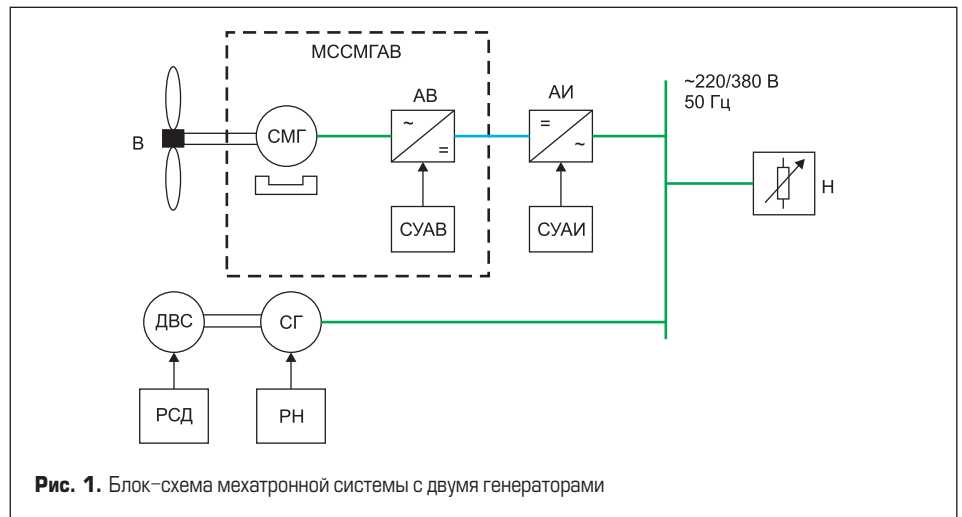 МССМГАВ
В
СМГ
АВ
~
=
СУАВ
АИ
=
~
СУАИ
~220/380 В
50 Гц
Н
ДВС
СГ
РСД
РН
Рис. 1. Блок-схема мехатронной системы с двумя генераторами